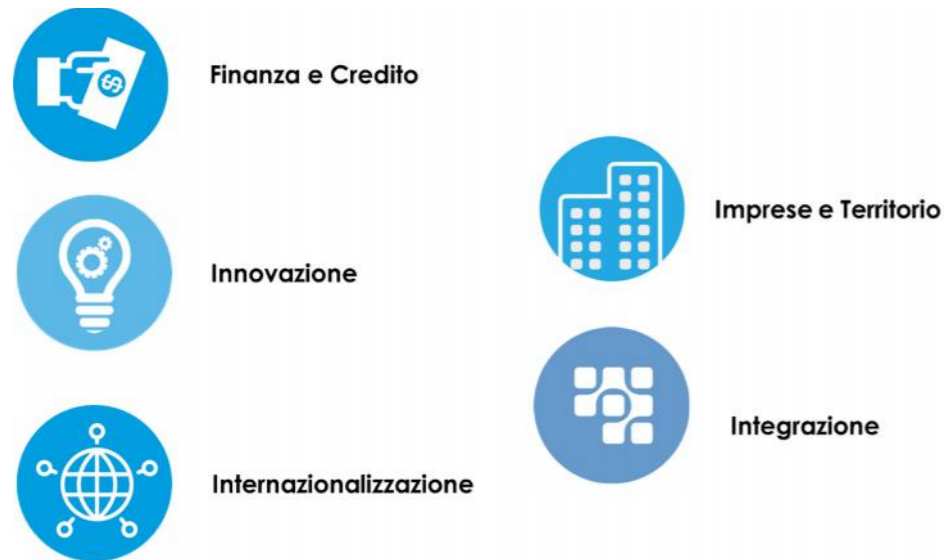 Finanza e Credito
Innovazione
Internazionalizzazione
Imprese e Territorio
Integrazione